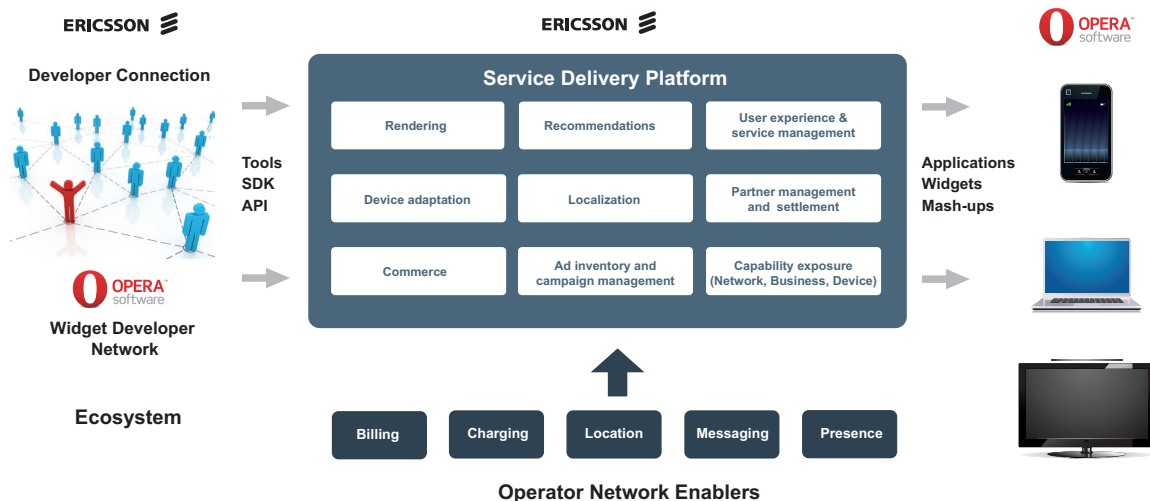 ERICSSON
Developer Connection
OPERA™
software
Widget Developer
Network
Ecosystem
Tools
SDK
API
ERICSSON
Service Delivery Platform
Rendering
Recommendations
User experience &
service management
Device adaptation
Localization
Partner management
and settlement
Commerce
Ad inventory and
campaign management
Capability exposure
(Network, Business, Device)
Billing
Charging
Location
Messaging
Presence
Operator Network Enablers
Applications
Widgets
Mash-ups
OPERA™
software